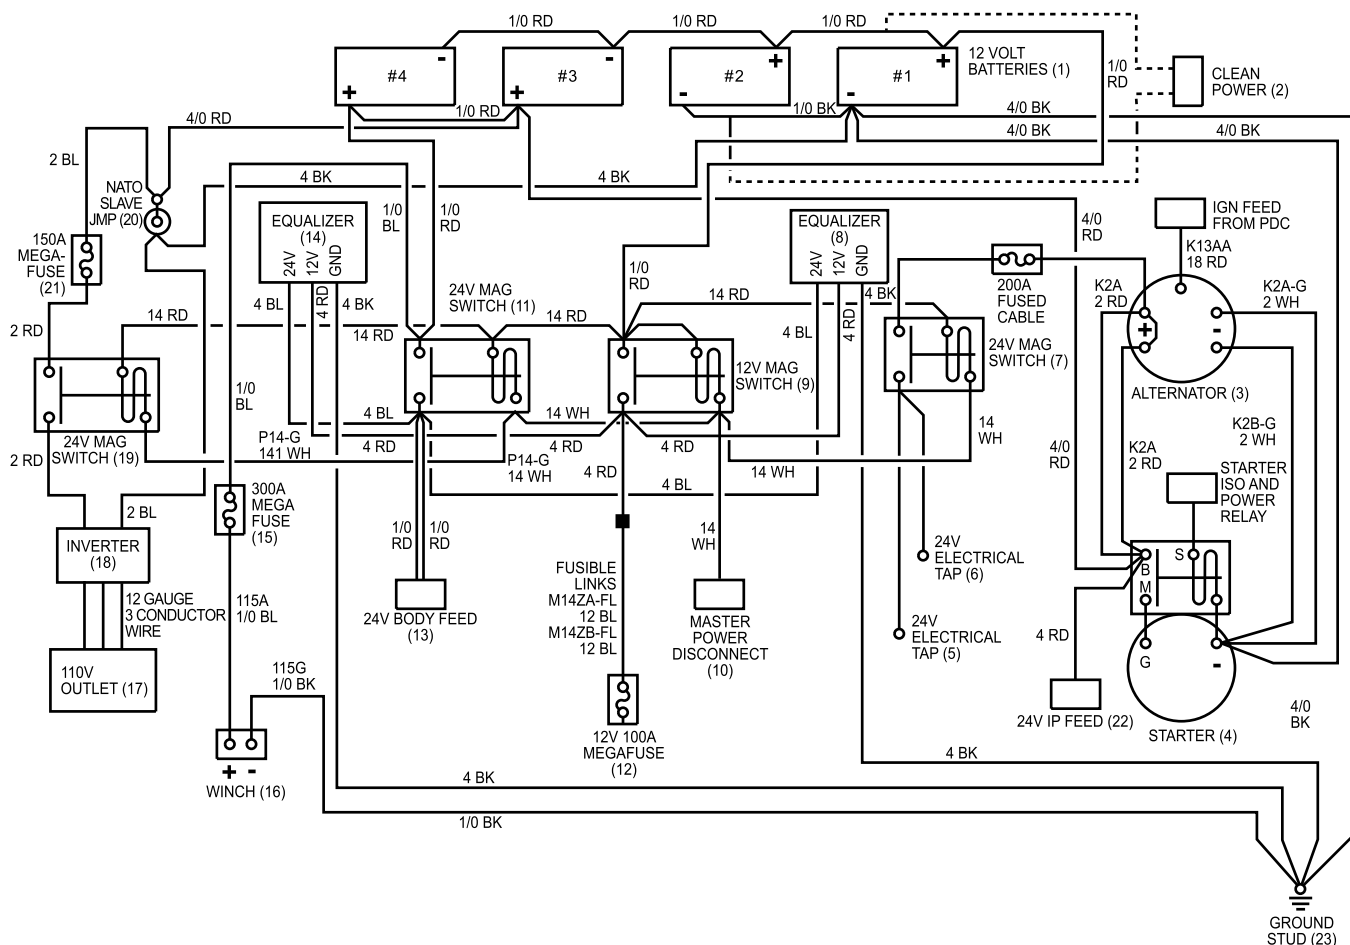 1/0 RD
1/0 RD
1/0 RD
#4
#3
#2
#1
-
-
+
+
+
+
-
-
12 VOLT
BATTERIES (1)
1/0
RD
CLEAN
POWER (2)
4/0 RD
1/0 RD
1/0 BK
4/0 BK
4/0 BK
4/0 BK
2 BL
NATO
SLAVE
JMP (20)
4 BK
4 BK
150A
MEGA-
FUSE
(21)
EQUALIZER
(14)
24V
12V
GND
1/0
BL
1/0
RD
EQUALIZER
(8)
24V
12V
GND
4/0
RD
IGN FEED
FROM PDC
K13AA
18 RD
1/0
RD
200A
FUSED
CABLE
K2A
2 RD
K2A-G
2 WH
4 BL
4 RD
4 BK
24V MAG
SWITCH (11)
14 RD
4 BK
4 BL
4 RD
2 RD
14 RD
14 RD
14 RD
24V MAG
SWITCH (7)
+
-
ALTERNATOR (3)
12V MAG
SWITCH (9)
1/0
BL
24V MAG
SWITCH (19)
2 RD
P14-G
141 WH
4 BL
4 RD
14 WH
4 RD
P14-G
14 WH
4 RD
4 RD
14 WH
14
WH
4 BL
K2B-G
2 WH
4/0
RD
K2A
2 RD
STARTER
ISO AND
POWER
RELAY
300A
MEGA
FUSE
(15)
2 BL
INVERTER
(18)
1/0
RD
1/0
RD
14
WH
24V
ELECTRICAL
TAP (6)
S
B
M
FUSIBLE
LINKS
M14ZA-FL
12 BL
M14ZB-FL
12 BL
12 GAUGE
3 CONDUCTOR
WIRE
115A
1/0 BL
24V BODY FEED
(13)
MASTER
POWER
DISCONNECT
(10)
24V
ELECTRICAL
TAP (5)
4 RD
G
-
110V
OUTLET (17)
115G
1/0 BK
24V IP FEED (22)
4/0
BK
STARTER (4)
12V 100A
MEGAFUSE
(12)
+ -
WINCH (16)
4 BK
4 BK
1/0 BK
GROUND
STUD (23)